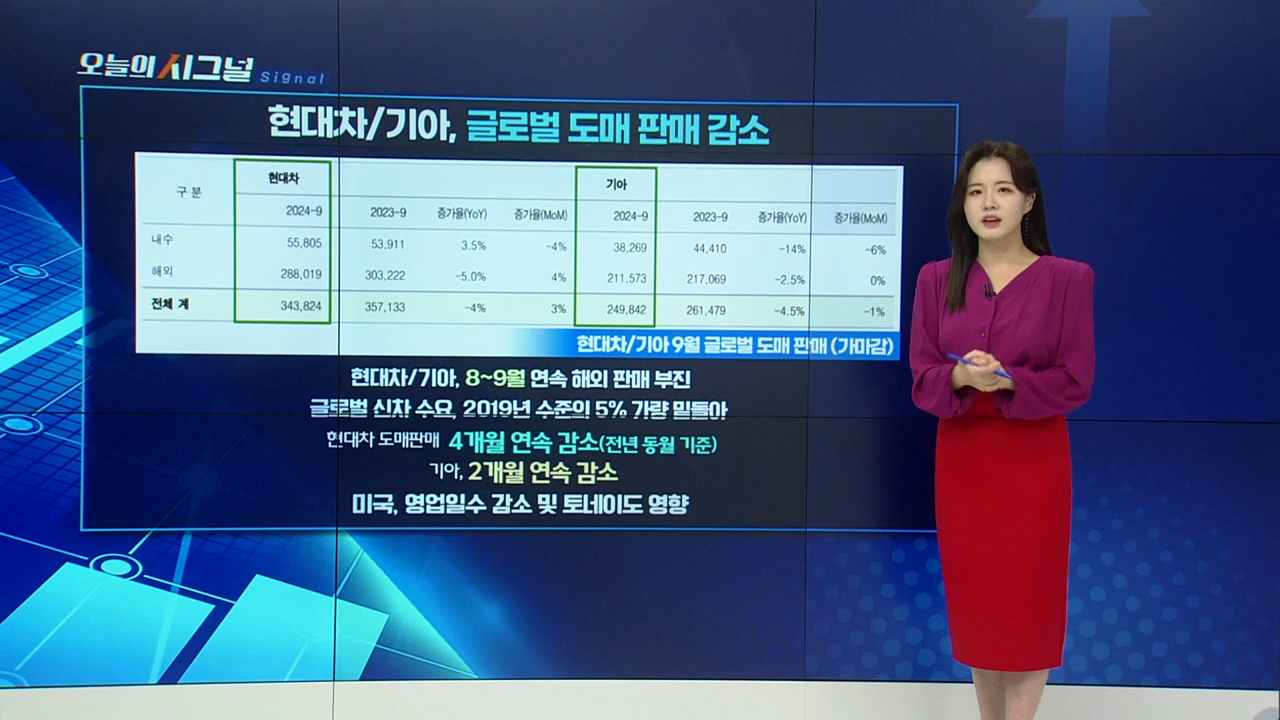 오늘의 시그널 Signal
현대차/기아, 글로벌 도매 판매 감소
구 분 현대차 기아
2024-9 2023-9 증가율(YoY) 증가율(MoM) 2024-9 2023-9 증가율(YoY) 증가율(MoM)
내수 55,805 53,911 3.5% -4% 38,269 44,410 -14% -6%
해외 288,019 303,222 -5.0% 4% 211,573 217,069 -2.5% 0%
전체 계 343,824 357,133 -4% 3% 249,842 261,479 -4.5% -1%
현대차/기아 9월 글로벌 도매 판매 (가마감)
현대차/기아, 8~9월 연속 해외 판매 부진
글로벌 신차 수요, 2019년 수준의 5% 가량 밑돌아
현대차 도매판매 4개월 연속 감소(전년 동월 기준)
기아, 2개월 연속 감소
미국, 영업일수 감소 및 토네이도 영향